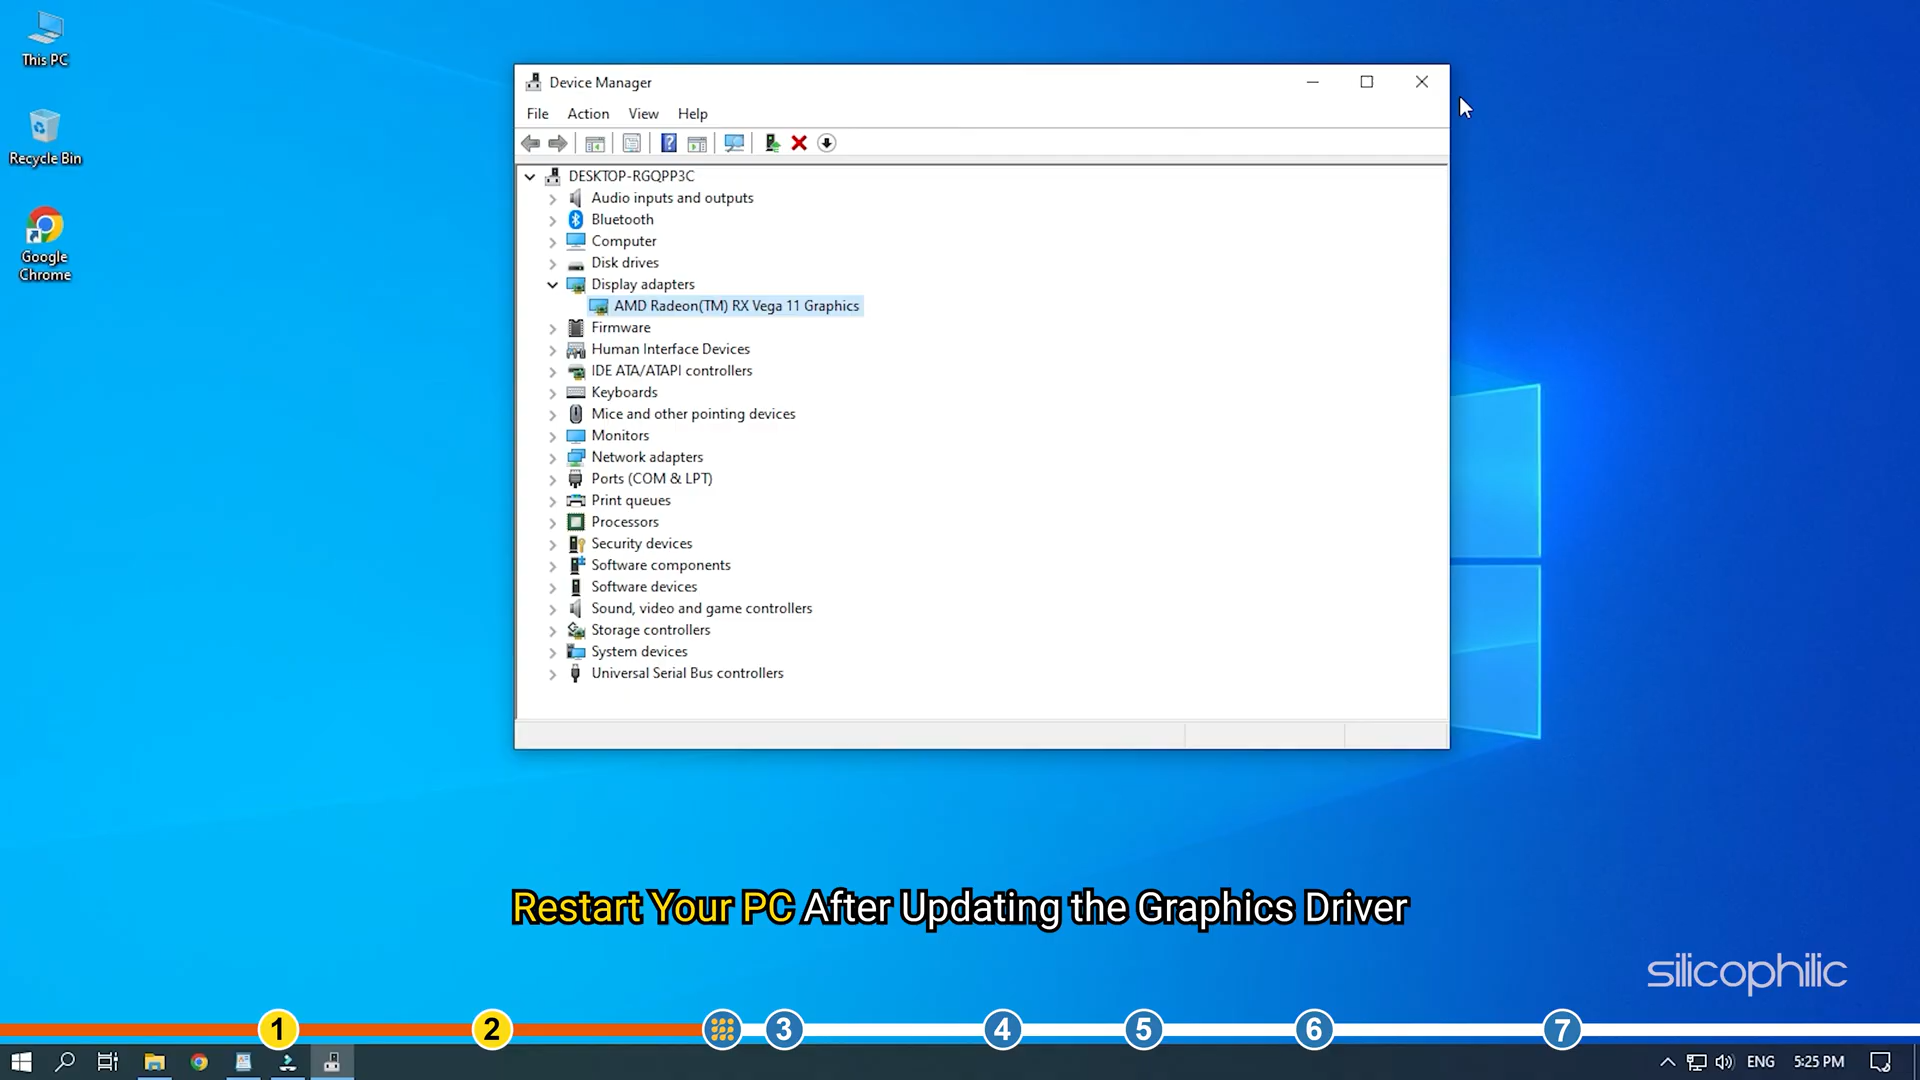 This PC
Recycle Bin
Google
Chrome
Device Manager
File Action View Help
DESKTOP-RGQPP3C
Audio inputs and outputs
Bluetooth
Computer
Disk drives
Display adapters
AMD Radeon(TM) RX Vega 11 Graphics
Firmware
Human Interface Devices
IDE ATA/ATAPI controllers
Keyboards
Mice and other pointing devices
Monitors
Network adapters
Ports (COM & LPT)
Print queues
Processors
Security devices
Software components
Software devices
Sound, video and game controllers
Storage controllers
System devices
Universal Serial Bus controllers
Restart Your PC After Updating the Graphics Driver
silicophilic
1 2 3 4 5 6 7
ENG 5:25 PM